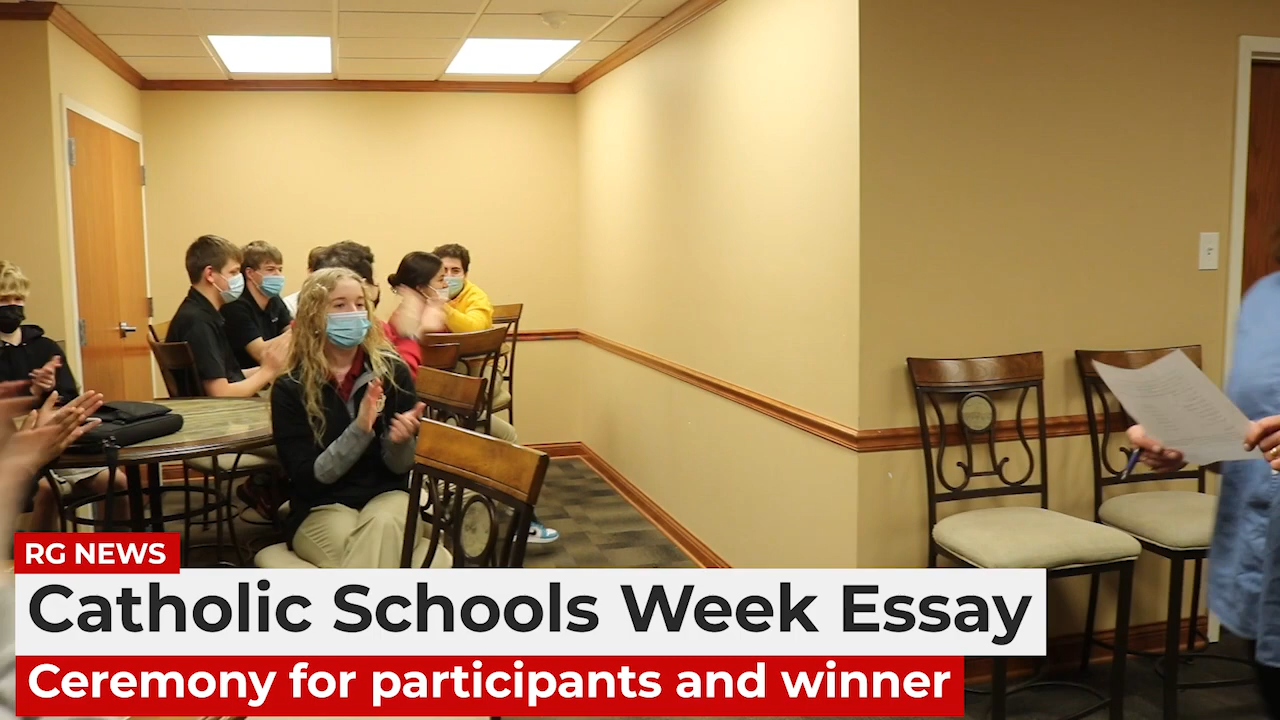 RG NEWS
Catholic Schools Week Essay
Ceremony for participants and winner